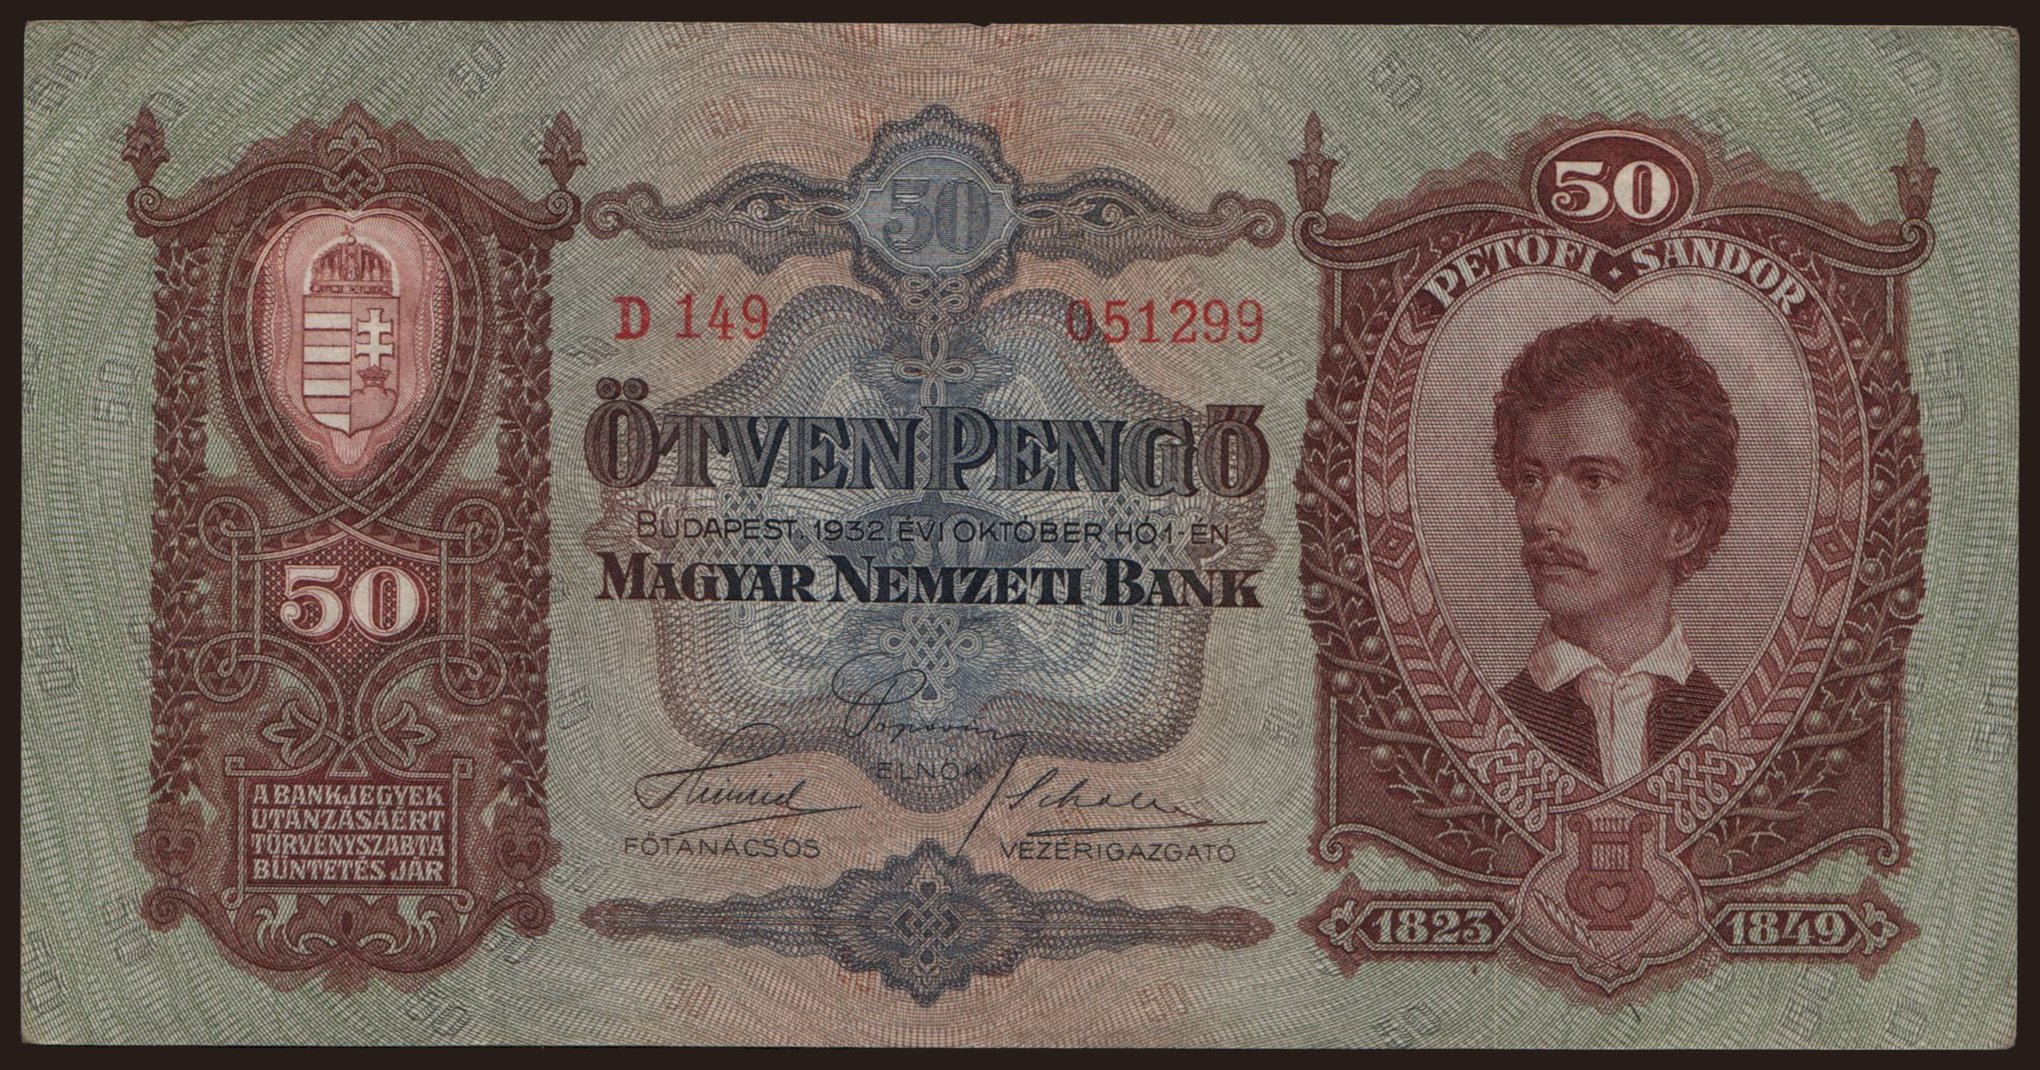 50
50
PETŐFI · SÁNDOR
D 149
051299
ÖTVEN PENGŐ
BUDAPEST, 1932. ÉVI OKTÓBER HÓ 1-ÉN
MAGYAR NEMZETI BANK
50
ELNÖK
FŐTANÁCSOS
VEZÉRIGAZGATÓ
A BANKJEGYEK
UTÁNZÁSÁÉRT
TÖRVÉNYSZABTA
BÜNTETÉS JÁR
1823
1849